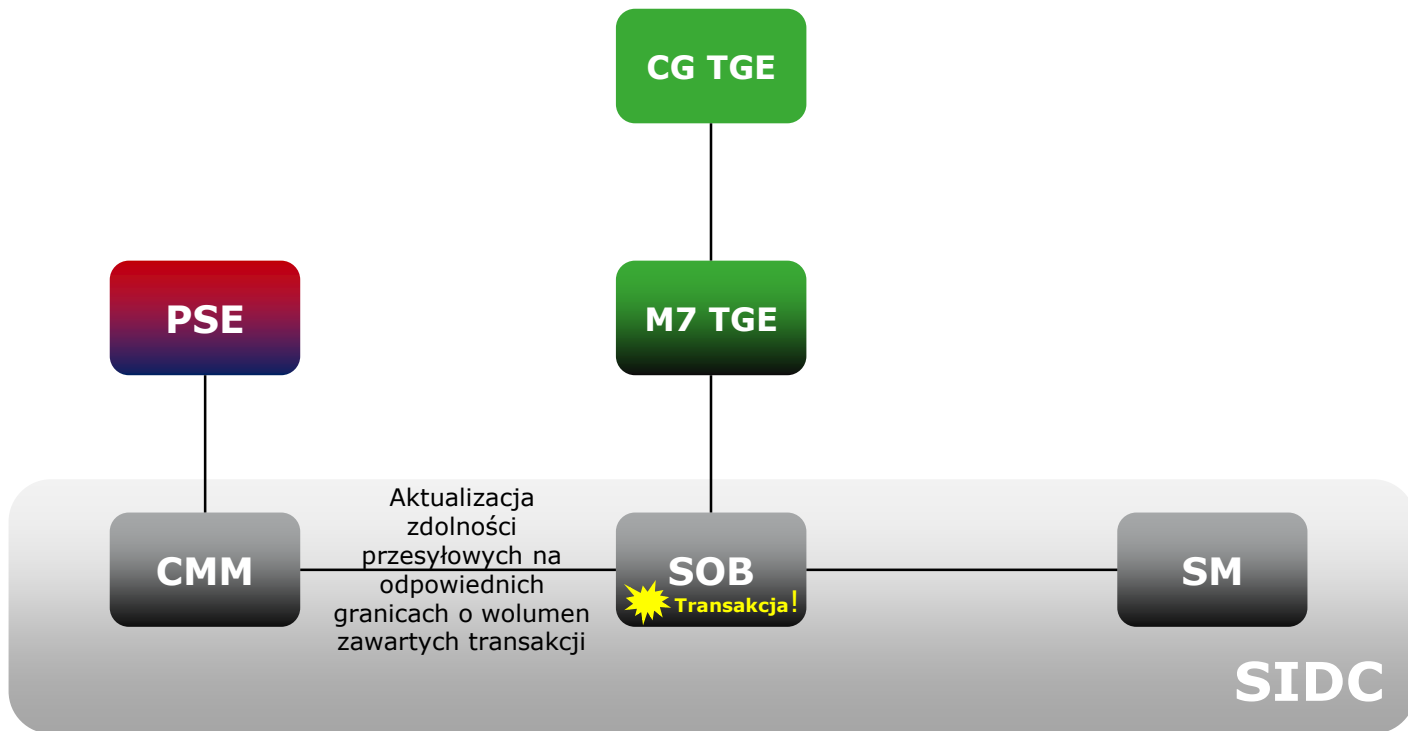 CG TGE
PSE
M7 TGE
Aktualizacja
zdolności
przesyłowych na
odpowiednich
granicach o wolumen
zawartych transakcji
CMM
SOB
Transakcja!
SM
SIDC